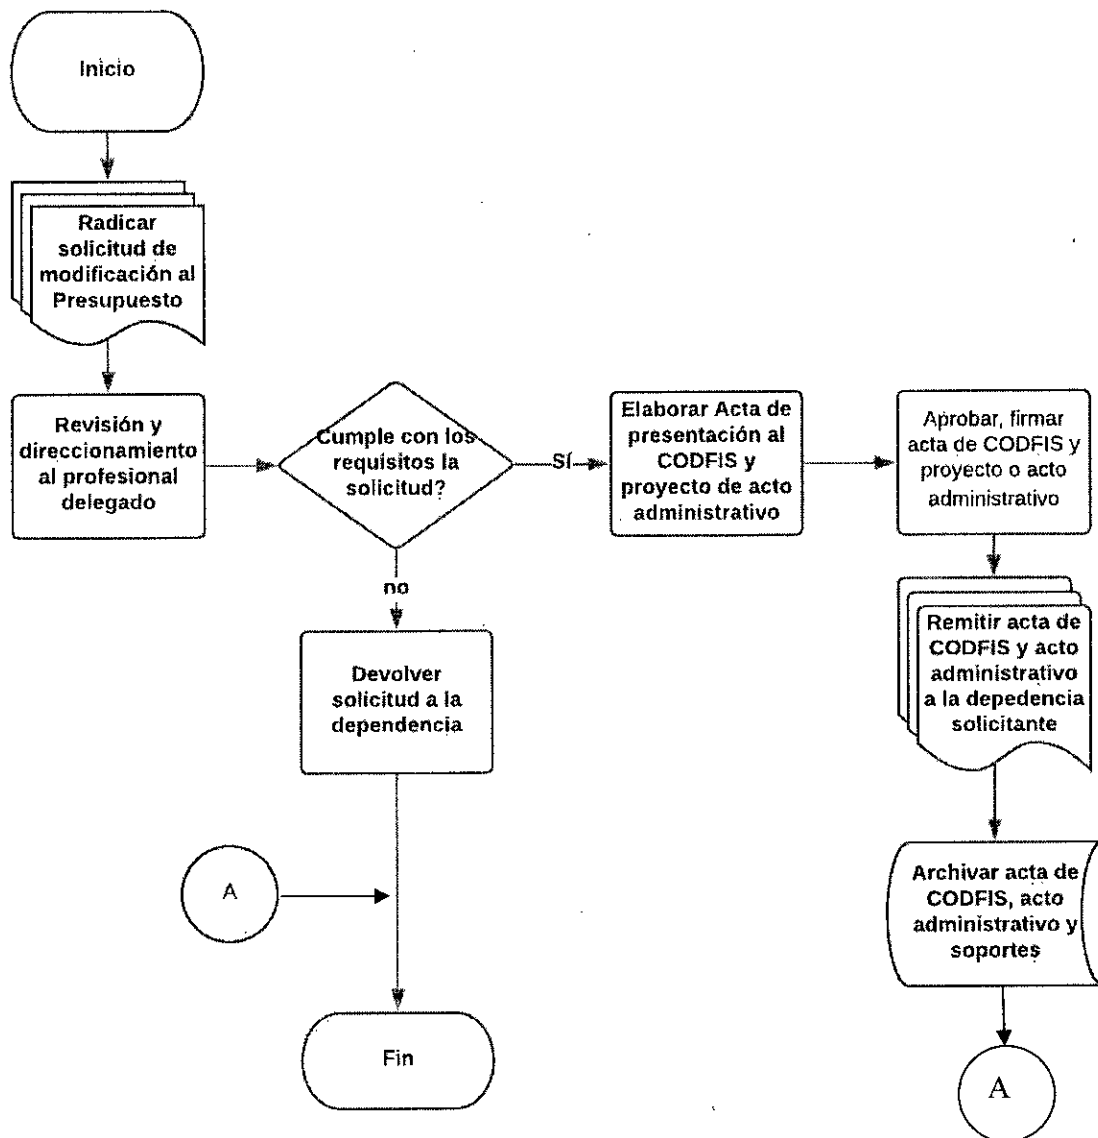 Inicio
Radicar
solicitud de
modificación al
Presupuesto
Revisión y
direccionamiento
al profesional
delegado
Cumple con los
requisitos la
solicitud?
Sí
Elaborar Acta de
presentación al
CODFIS y
proyecto de acto
administrativo
Aprobar, firmar
acta de CODFIS y
proyecto o acto
administrativo
no
Devolver
solicitud a la
dependencia
Remitir acta de
CODFIS y acto
administrativo
a la depedencia
solicitante
A
Archivar acta de
CODFIS, acto
administrativo y
soportes
Fin
A